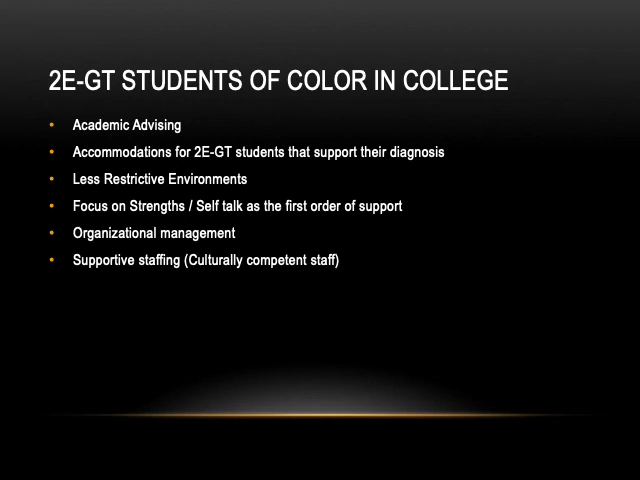 2E-GT STUDENTS OF COLOR IN COLLEGE
• Academic Advising
• Accommodations for 2E-GT students that support their diagnosis
• Less Restrictive Environments
• Focus on Strengths / Self talk as the first order of support
• Organizational management
• Supportive staffing (Culturally competent staff)